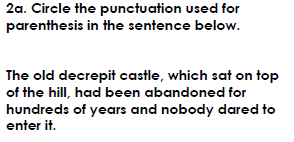 2a. Circle the punctuation used for
parenthesis in the sentence below.
The old decrepit castle, which sat on top
of the hill, had been abandoned for
hundreds of years and nobody dared to
enter it.